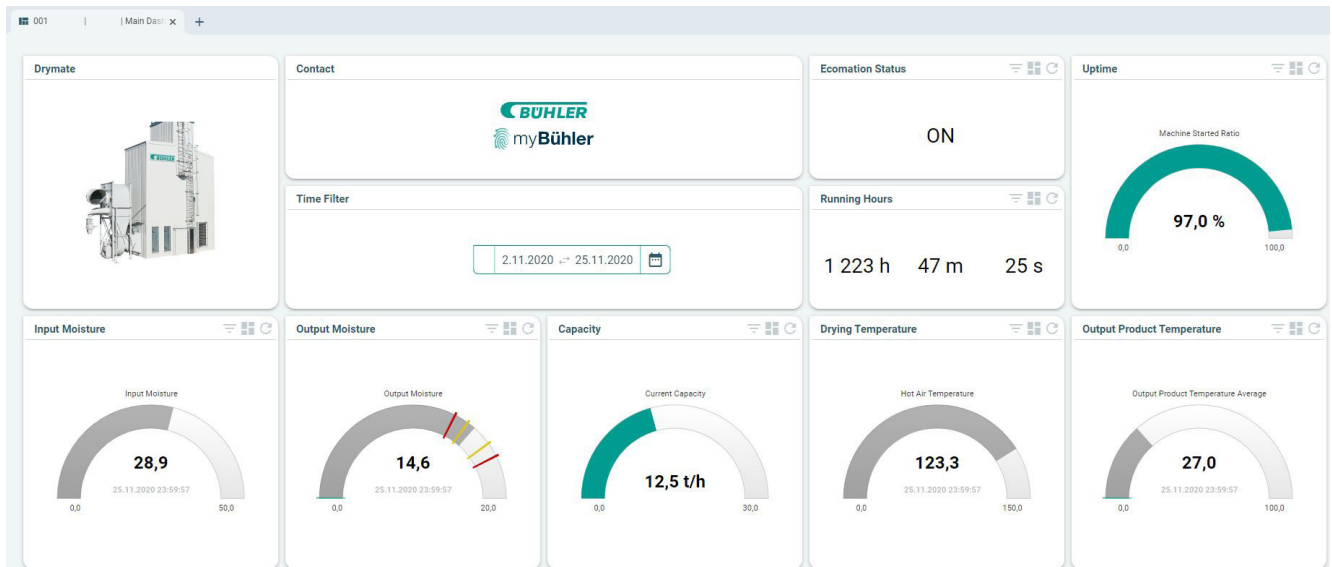 001 | | Main Das
Drymate
BÜHLER
Contact
BÜHLER
myBühler
Time Filter
2.11.2020 25.11.2020
Ecomation Status
ON
Running Hours
1 223 h 47 m 25 s
Uptime
Machine Started Ratio
97,0 %
0,0 100,0
Input Moisture
Input Moisture
28,9
25.11.2020 23:59:57
0,0 50,0
Output Moisture
Output Moisture
14,6
25.11.2020 23:59:57
0,0 20,0
Capacity
Current Capacity
12,5 t/h
0,0 30,0
Drying Temperature
Hot Air Temperature
123,3
25.11.2020 23:59:57
0,0 150,0
Output Product Temperature
Output Product Temperature Average
27,0
25.11.2020 23:59:57
0,0 100,0